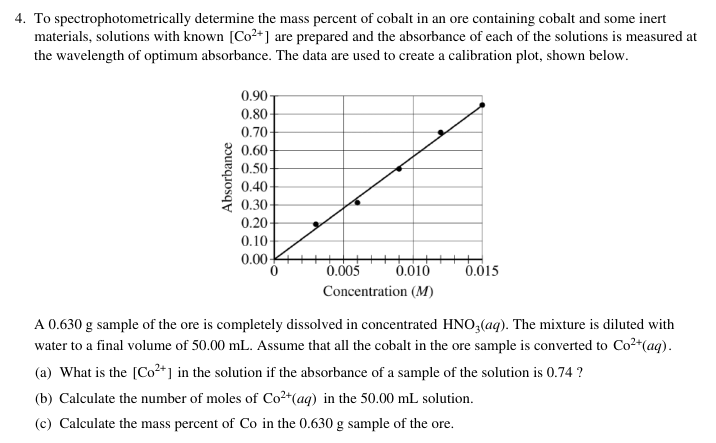 4. To spectrophotometrically determine the mass percent of cobalt in an ore containing cobalt and some inert
materials, solutions with known [Co²⁺] are prepared and the absorbance of each of the solutions is measured at
the wavelength of optimum absorbance. The data are used to create a calibration plot, shown below.
0.90
0.80
0.70
0.60
0.50
0.40
0.30
0.20
0.10
0.00
Absorbance
0 0.005 0.010 0.015
Concentration (M)
A 0.630 g sample of the ore is completely dissolved in concentrated HNO₃(aq). The mixture is diluted with
water to a final volume of 50.00 mL. Assume that all the cobalt in the ore sample is converted to Co²⁺(aq).
(a) What is the [Co²⁺] in the solution if the absorbance of a sample of the solution is 0.74 ?
(b) Calculate the number of moles of Co²⁺(aq) in the 50.00 mL solution.
(c) Calculate the mass percent of Co in the 0.630 g sample of the ore.